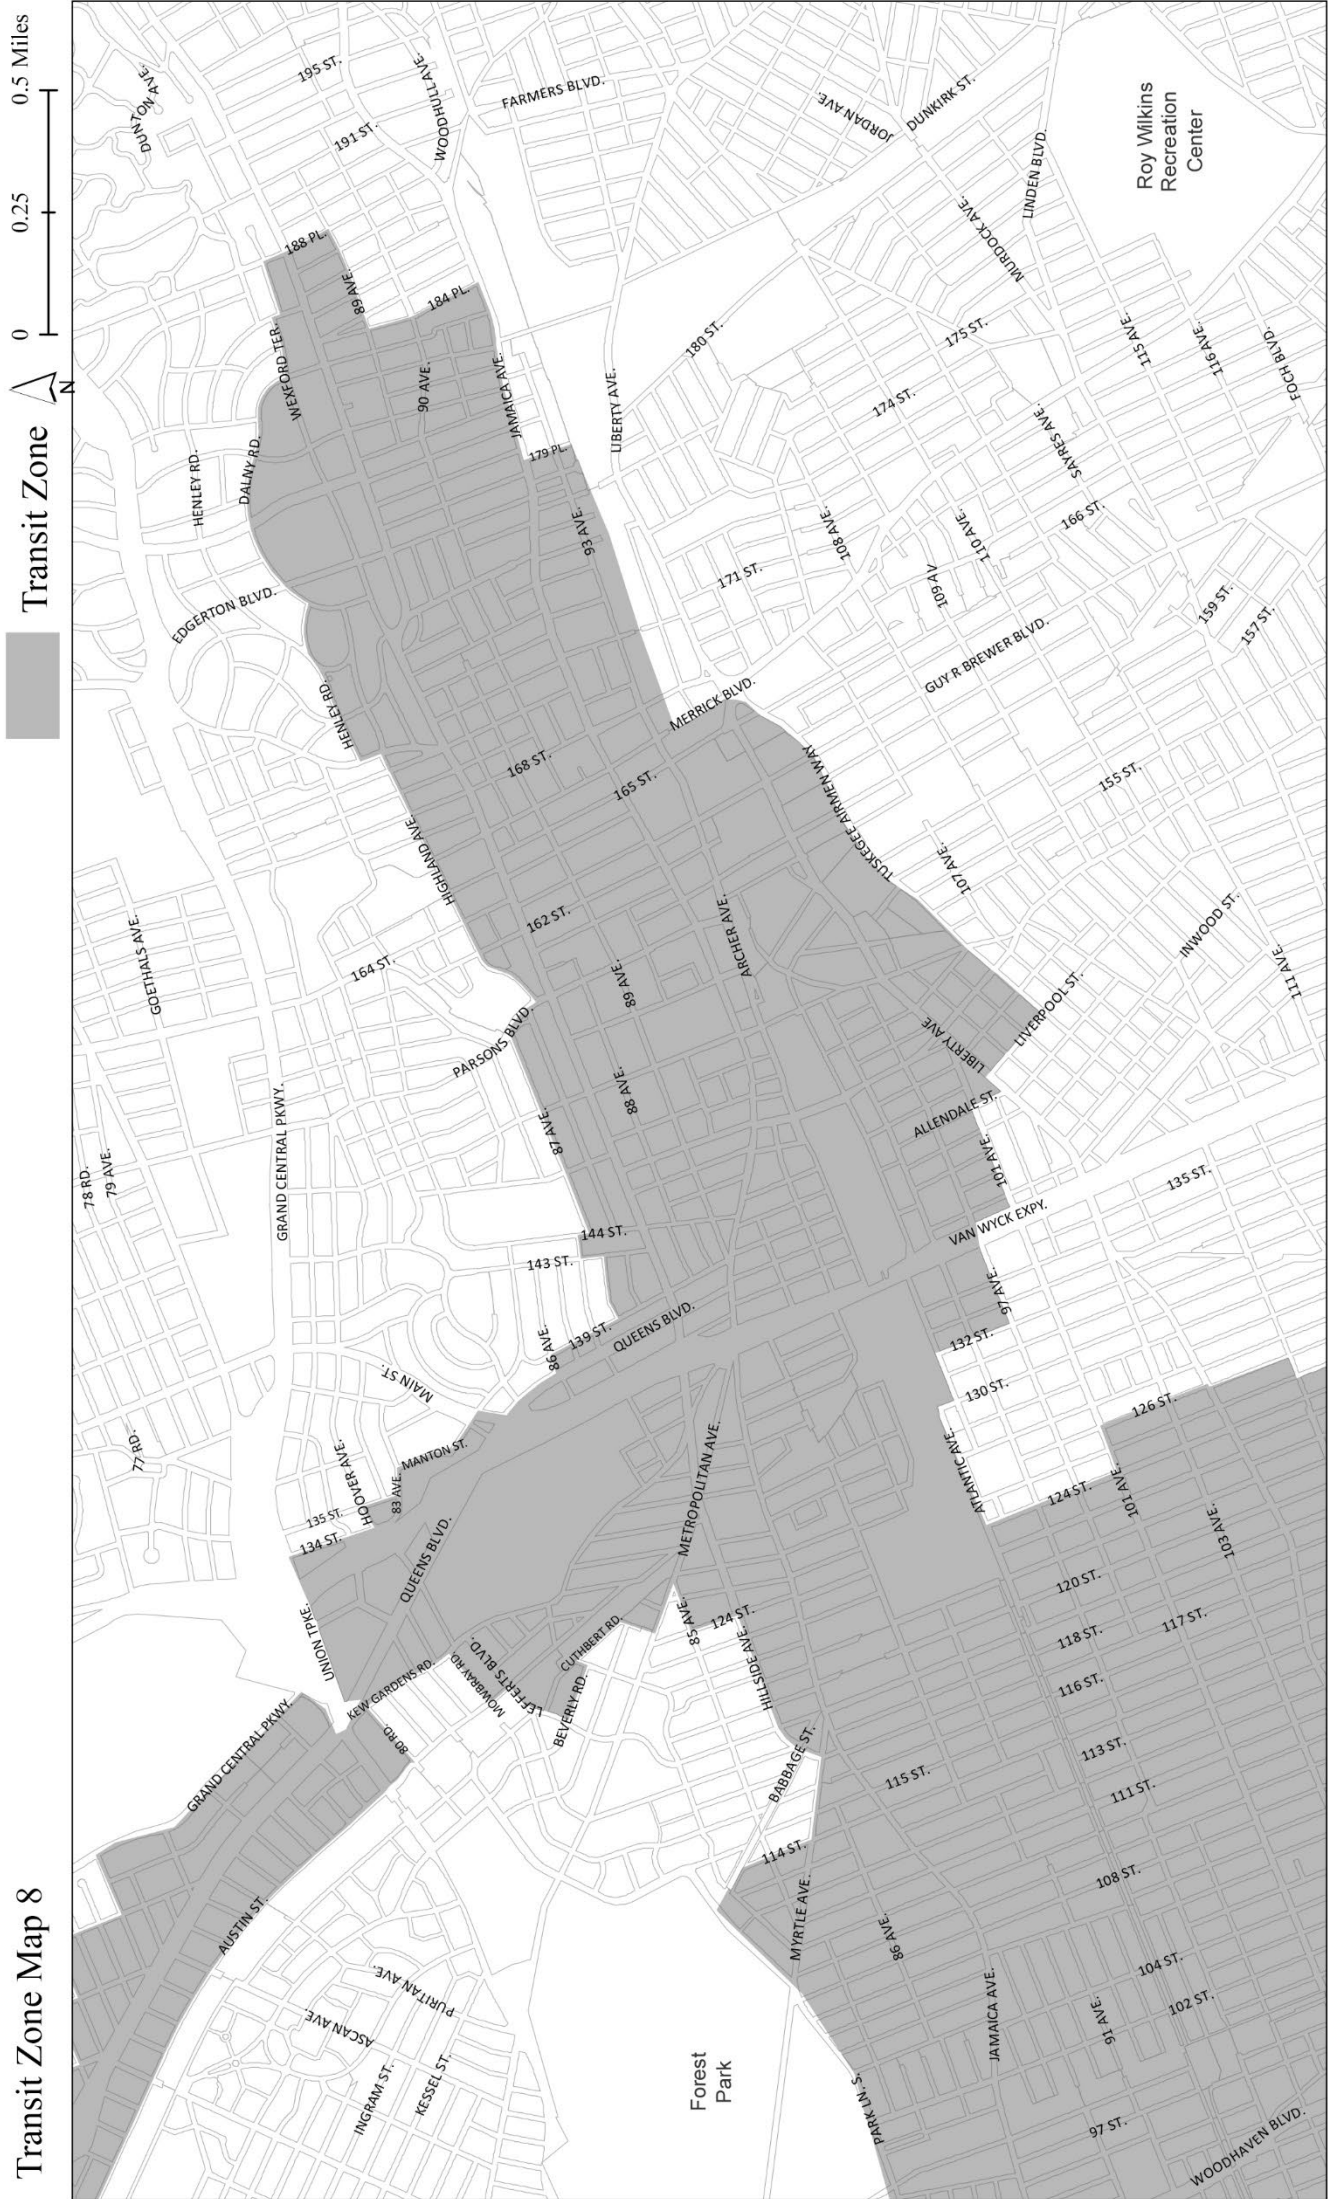 Transit Zone Map 8
Transit Zone
N
0
0.25
0.5 Miles
DUNTON AVE.
195 ST.
WOODHULL AVE.
191 ST.
FARMERS BLVD.
JORDAN AVE.
DUNKIRK ST.
LINDEN BLVD.
Roy Wilkins
Recreation
Center
188 PL.
89 AVE.
184 PL.
MURDOCK AVE.
WEXFORD TER.
90 AVE.
JAMAICA AVE.
LIBERTY AVE.
180 ST.
175 ST.
115 AVE.
116 AVE.
FOCH BLVD.
174 ST.
SAYRES AVE.
HENLEY RD.
DALNY RD.
179 PL.
93 AVE.
108 AVE.
110 AVE.
166 ST.
EDGERTON BLVD.
171 ST.
109 AV
159 ST.
157 ST.
GUY R BREWER BLVD.
HENLEY RD.
MERRICK BLVD.
168 ST.
165 ST.
TUSKEGEE AIRMEN WAY
155 ST.
HIGHLAND AVE.
107 AVE.
GOETHALS AVE.
164 ST.
162 ST.
89 AVE.
ARCHER AVE.
INWOOD ST.
111 AVE.
PARSONS BLVD.
LIBERTY AVE
LIVERPOOL ST.
78 RD.
79 AVE.
GRAND CENTRAL PKWY.
87 AVE.
88 AVE.
ALLENDALE ST.
101 AVE.
135 ST.
144 ST.
143 ST.
VAN WYCK EXPY.
97 AVE.
86 AVE.
139 ST.
QUEENS BLVD.
132 ST.
MAIN ST.
130 ST.
126 ST.
77 RD.
HOOVER AVE.
MANTON ST.
83 AVE.
METROPOLITAN AVE.
ATLANTIC AVE.
124 ST.
101 AVE.
103 AVE.
135 ST.
134 ST.
QUEENS BLVD.
UNION TPKE.
KEW GARDENS RD.
MOWBRAY RD.
LEFFERTS BLVD.
CUTHBERT RD.
BEVERLY RD.
85 AVE.
124 ST.
HILLSIDE AVE.
120 ST.
118 ST.
117 ST.
116 ST.
GRAND CENTRAL PKWY.
80 RD.
BABBAGE ST.
115 ST.
113 ST.
111 ST.
114 ST.
108 ST.
AUSTIN ST.
MYRTLE AVE.
86 AVE.
104 ST.
PURITAN AVE.
ASCAN AVE.
JAMAICA AVE.
91 AVE.
102 ST.
INGRAM ST.
KESSEL ST.
Forest
Park
PARK LN. S.
97 ST.
WOODHAVEN BLVD.